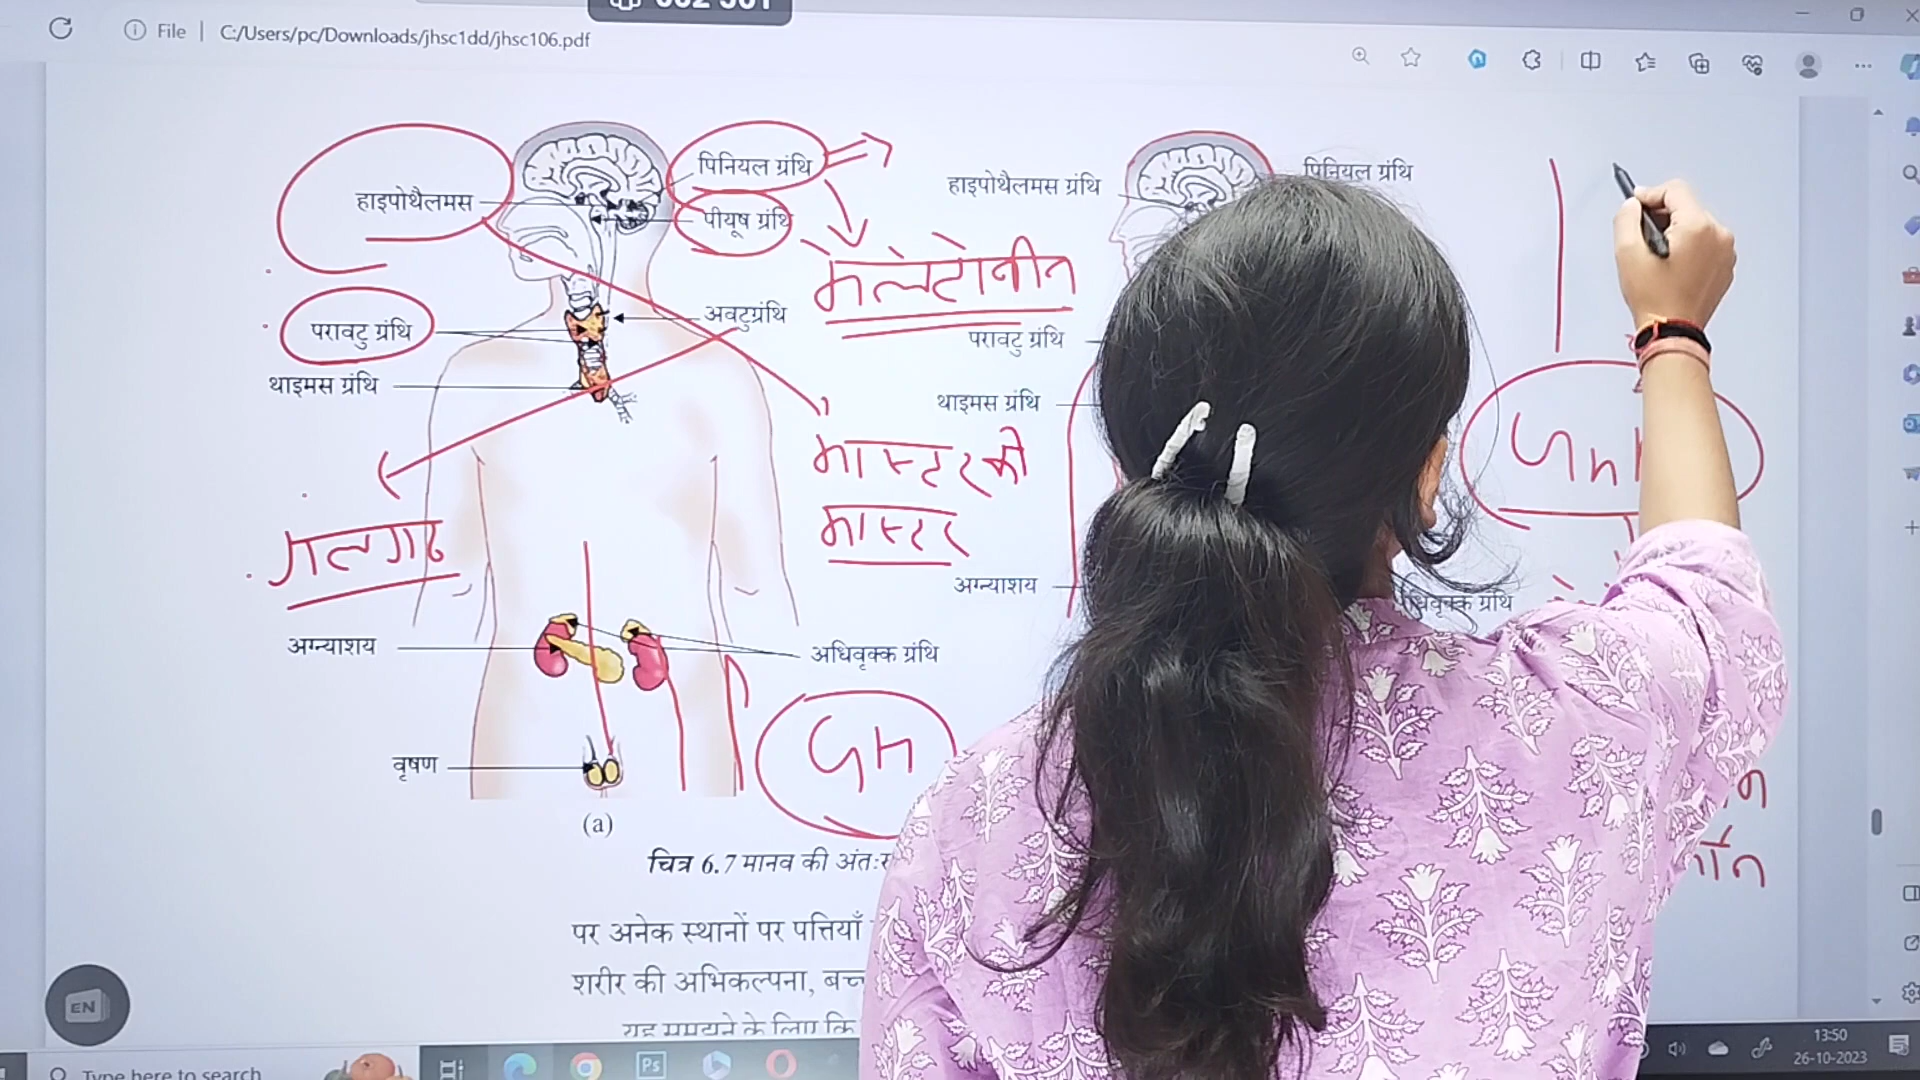 File | C:/Users/pc/Downloads/jhsc1dd/jhsc106.pdf
पिनियल ग्रंथि
हाइपोथैलमस
पीयूष ग्रंथि
मेलेटोनीन
अवटुग्रंथि
परावटु ग्रंथि
थाइमस ग्रंथि
मास्टर की
मास्टर
अग्न्याशय
अधिवृक्क ग्रंथि
GH
वृषण
(a)
हाइपोथैलमस ग्रंथि
पिनियल ग्रंथि
परावटु ग्रंथि
थाइमस ग्रंथि
अग्न्याशय
ग्रंथि
चित्र 6.7 मानव की
पर अनेक स्थानों पर पत्तियाँ
शरीर की अभिकल्पना,
EN
Type here to search
Ps
13:50
26-10-2023